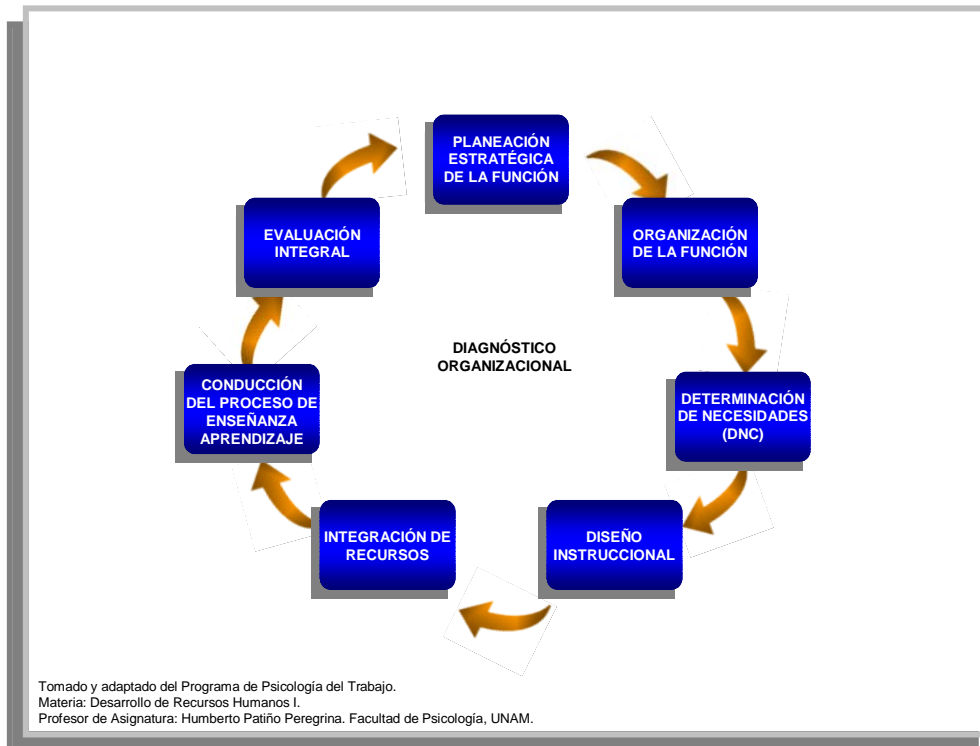 PLANEACIÓN
ESTRATÉGICA
DE LA FUNCIÓN
ORGANIZACIÓN
DE LA FUNCIÓN
DETERMINACIÓN
DE NECESIDADES
(DNC)
DISEÑO
INSTRUCCIONAL
INTEGRACIÓN DE
RECURSOS
CONDUCCIÓN
DEL PROCESO DE
ENSEÑANZA
APRENDIZAJE
EVALUACIÓN
INTEGRAL
DIAGNÓSTICO
ORGANIZACIONAL
Tomado y adaptado del Programa de Psicología del Trabajo.
Materia: Desarrollo de Recursos Humanos I.
Profesor de Asignatura: Humberto Patiño Peregrina. Facultad de Psicología, UNAM.